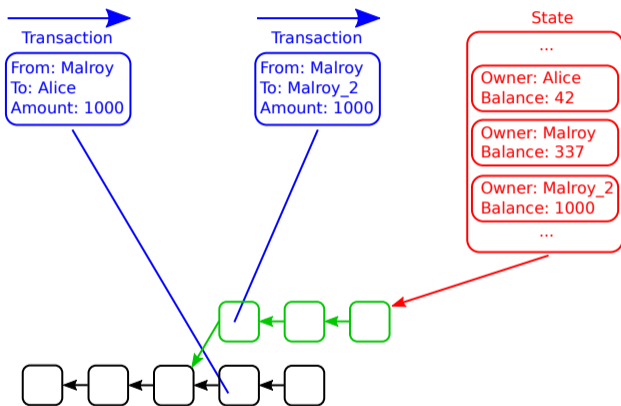 Transaction
From: Malroy
To: Alice
Amount: 1000
Transaction
From: Malroy
To: Malroy_2
Amount: 1000
State
...
Owner: Alice
Balance: 42
Owner: Malroy
Balance: 337
Owner: Malroy_2
Balance: 1000
...